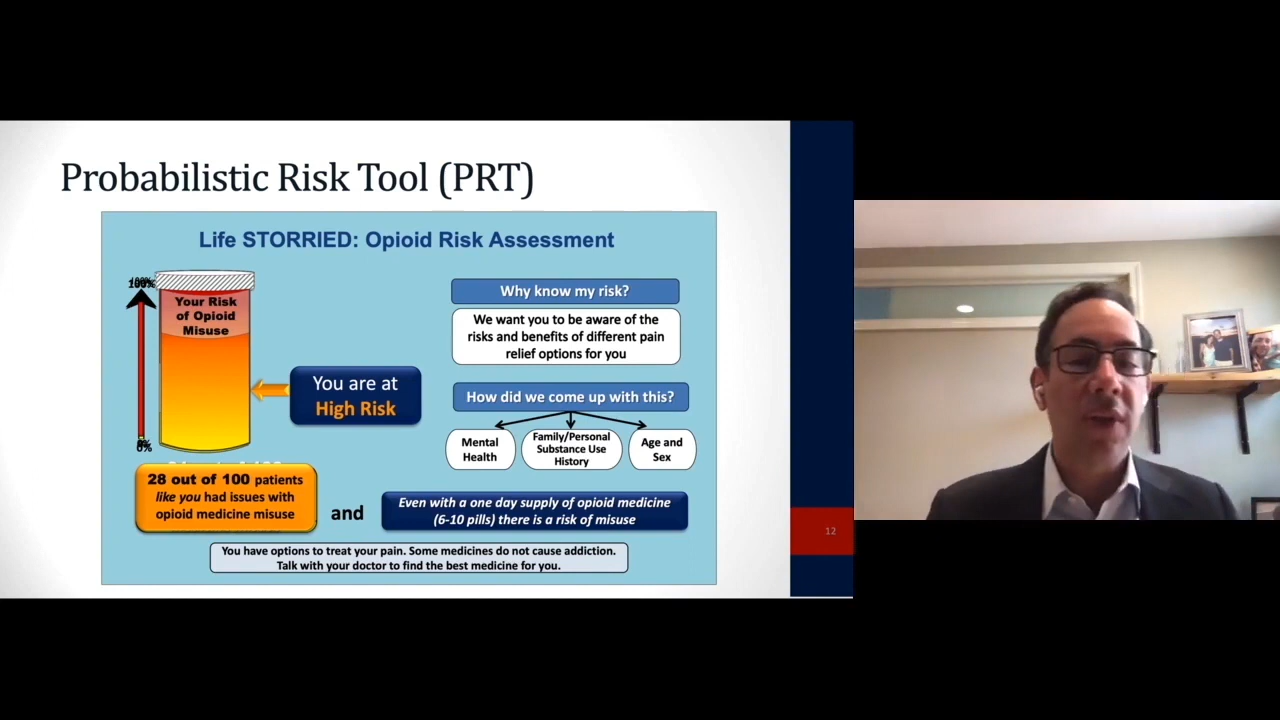 Probabilistic Risk Tool (PRT)
Life STORRIED: Opioid Risk Assessment
100%
Your Risk
of Opioid
Misuse
0%
You are at
High Risk
Why know my risk?
We want you to be aware of the
risks and benefits of different pain
relief options for you
How did we come up with this?
Mental
Health
Family/Personal
Substance Use
History
Age and
Sex
28 out of 100 patients
like you had issues with
opioid medicine misuse
and
Even with a one day supply of opioid medicine
(6-10 pills) there is a risk of misuse
You have options to treat your pain. Some medicines do not cause addiction.
Talk with your doctor to find the best medicine for you.
12